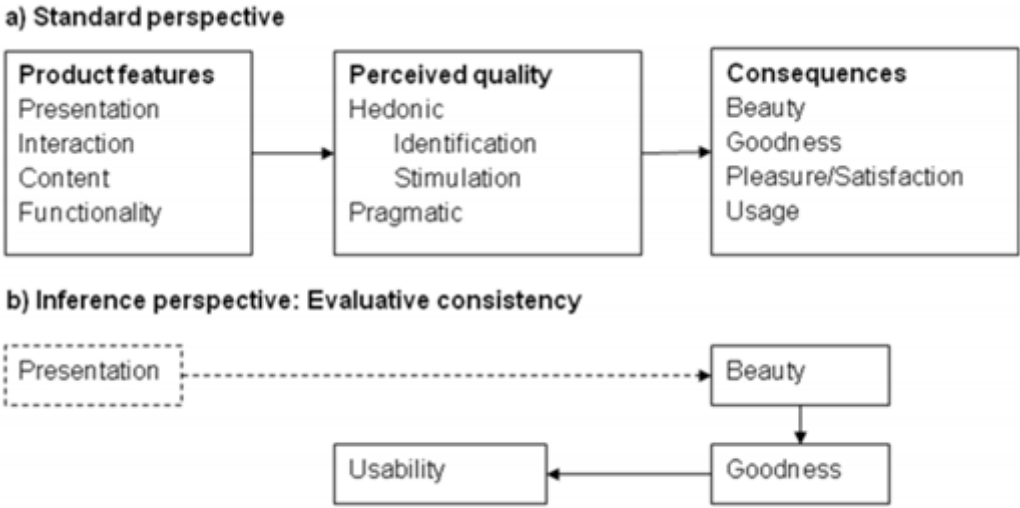 a) Standard perspective
Product features
Presentation
Interaction
Content
Functionality
Perceived quality
Hedonic
Identification
Stimulation
Pragmatic
Consequences
Beauty
Goodness
Pleasure/Satisfaction
Usage
b) Inference perspective: Evaluative consistency
Presentation
Beauty
Usability
Goodness